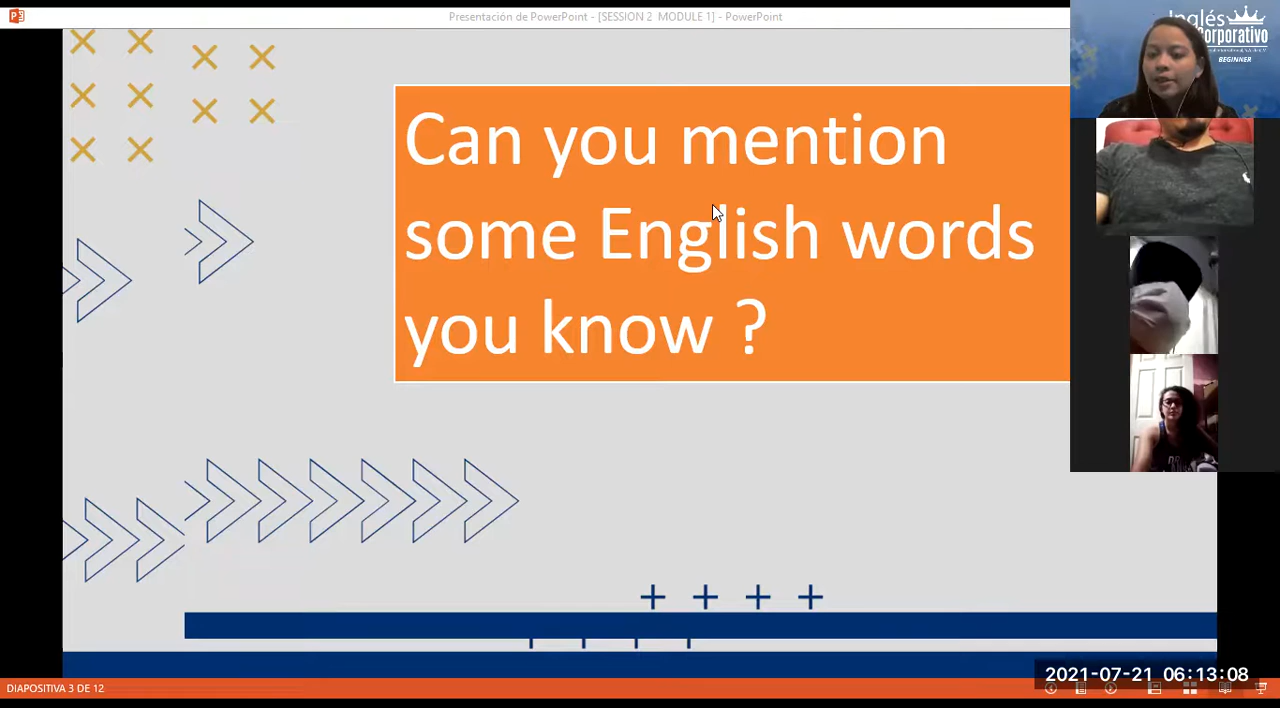 Presentación de PowerPoint - [SESSION 2 MODULE 1] - PowerPoint
Inglés
Corporativo
BEGINNER
Can you mention
some English words
you know ?
2021-07-21 06:13:08
DIAPOSITIVA 3 DE 12